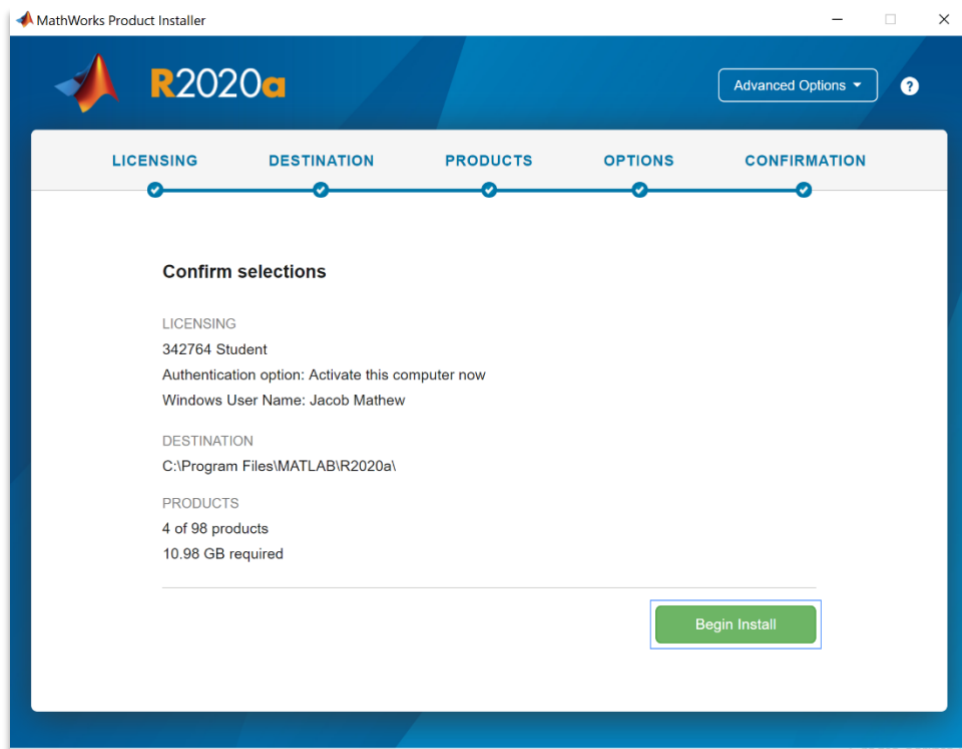 MathWorks Product Installer
R2020a
Advanced Options
?
LICENSING DESTINATION PRODUCTS OPTIONS CONFIRMATION
Confirm selections
LICENSING
342764 Student
Authentication option: Activate this computer now
Windows User Name: Jacob Mathew
DESTINATION
C:\Program Files\MATLAB\R2020a\
PRODUCTS
4 of 98 products
10.98 GB required
Begin Install